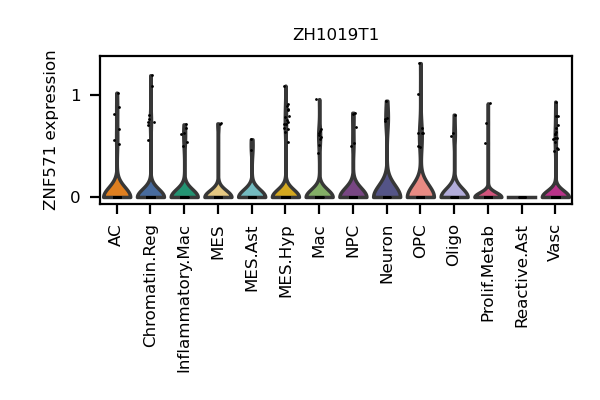 ZH1019T1
ZNF571 expression
1
0
AC
Chromatin.Reg
Inflammatory.Mac
MES
MES.Ast
MES.Hyp
Mac
NPC
Neuron
OPC
Oligo
Prolif.Metab
Reactive.Ast
Vasc